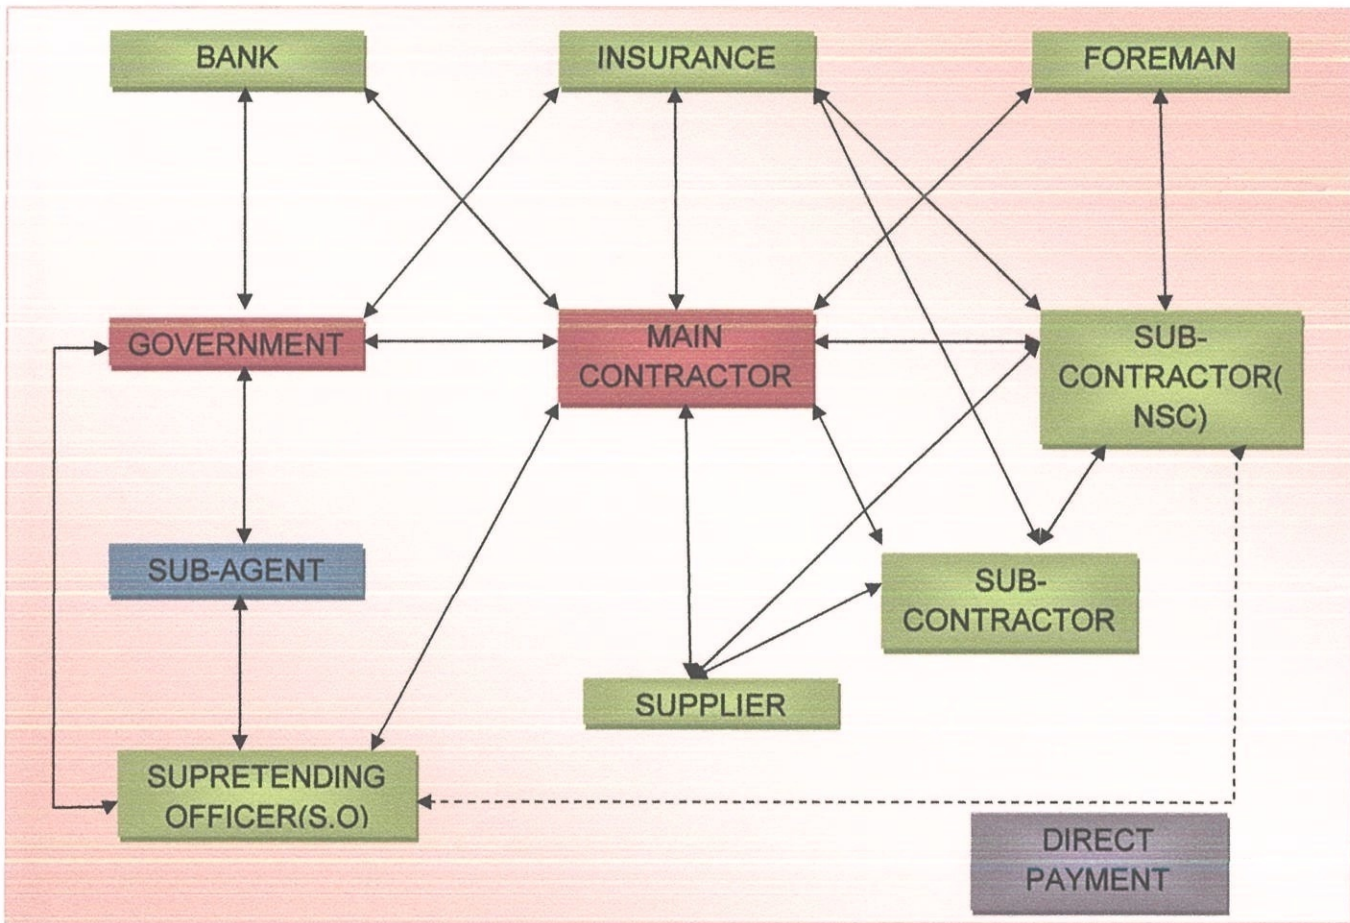 BANK
INSURANCE
FOREMAN
GOVERNMENT
MAIN
CONTRACTOR
SUB-
CONTRACTOR(
NSC)
SUB-AGENT
SUB-
CONTRACTOR
SUPPLIER
SUPRETENDING
OFFICER(S.O)
DIRECT
PAYMENT